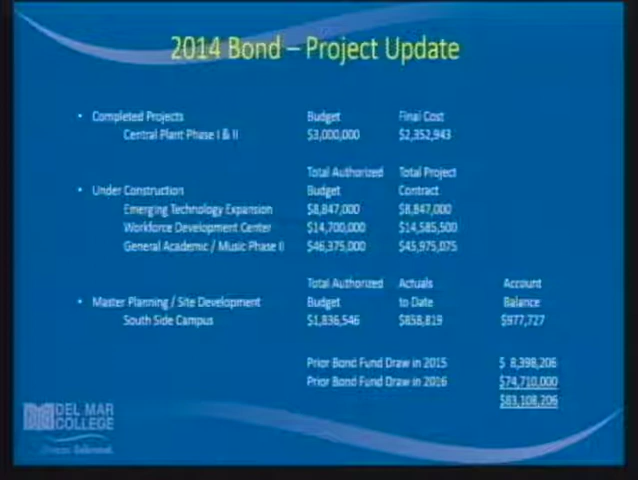 2014 Bond – Project Update
• Completed Projects Budget Final Cost
Central Plant Phase I & II $3,000,000 $2,352,943
Total Authorized Total Project
• Under Construction Budget Contract
Emerging Technology Expansion $8,847,000 $8,847,000
Workforce Development Center $14,700,000 $14,585,500
General Academic / Music Phase II $46,375,000 $45,975,075
Total Authorized Actuals Account
• Master Planning / Site Development Budget to Date Balance
South Side Campus $1,836,546 $858,819 $977,727
Prior Bond Fund Draw in 2015 $ 8,398,206
Prior Bond Fund Draw in 2016 $74,710,000
$83,108,206
DEL MAR
COLLEGE